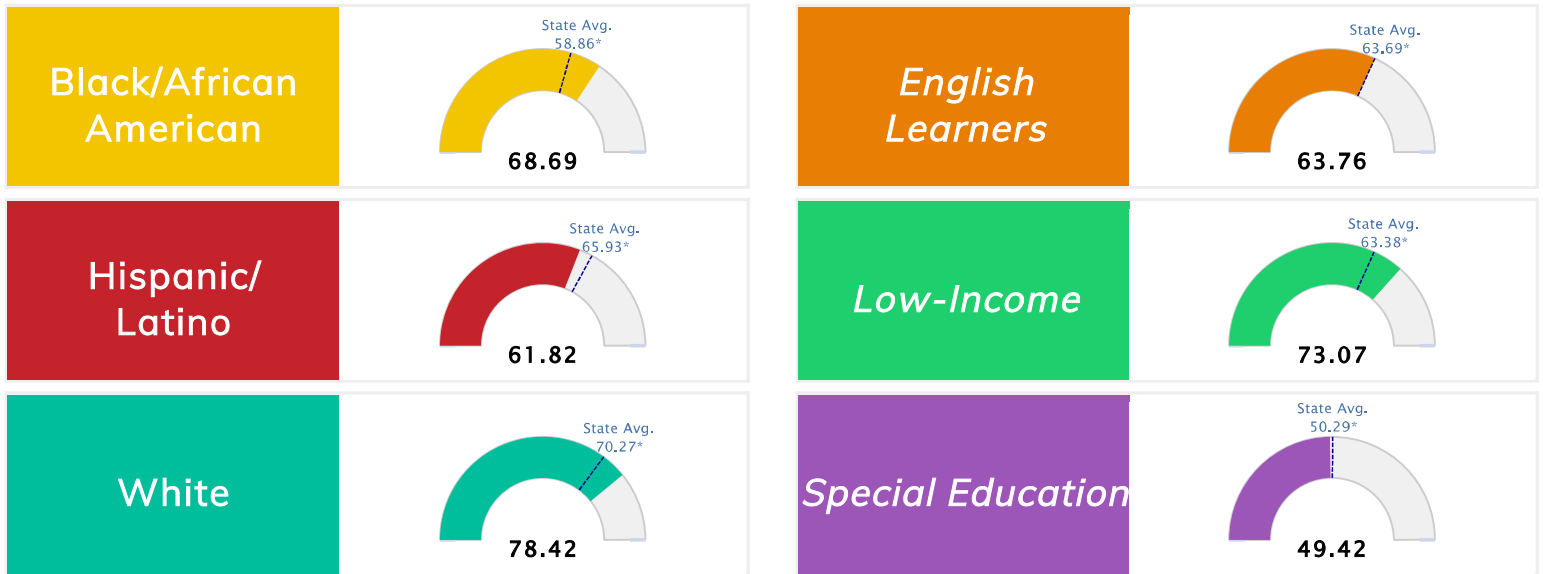 Black/African
American
State Avg.
58.86*
68.69
English
Learners
State Avg.
63.69*
63.76
Hispanic/
Latino
State Avg.
65.93*
61.82
Low-Income
State Avg.
63.38*
73.07
White
State Avg.
70.27*
78.42
Special Education
State Avg.
50.29*
49.42